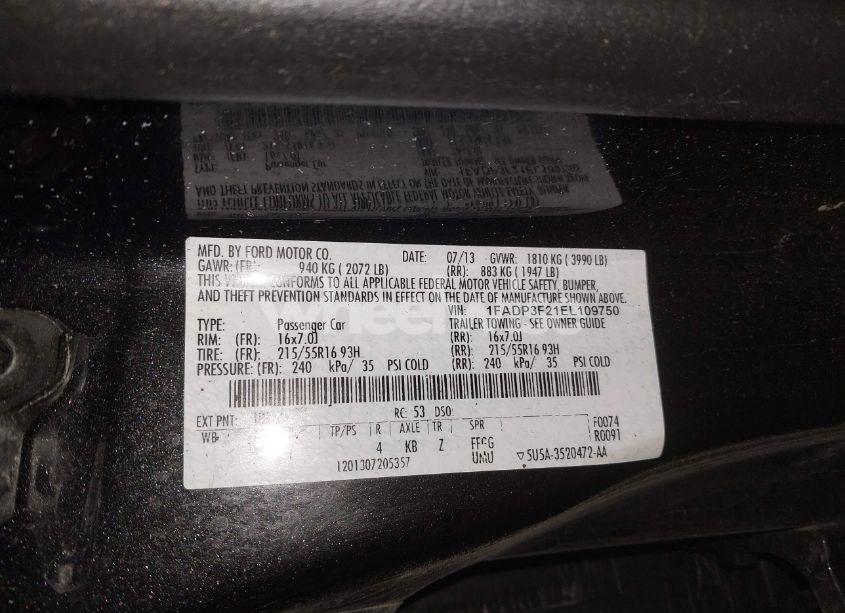 MFD. BY FORD MOTOR CO. DATE: 07/13 GVWR: 1810 KG ( 3990 LB)
GAWR: (FR): 940 KG ( 2072 LB) (RR): 883 KG ( 1947 LB)
THIS VEHICLE CONFORMS TO ALL APPLICABLE FEDERAL MOTOR VEHICLE SAFETY, BUMPER,
AND THEFT PREVENTION STANDARDS IN EFFECT ON THE DATE OF MANUFACTURE SHOWN ABOVE.
VIN: 1FADP3F21EL109750
TYPE: Passenger Car TRAILER TOWING - SEE OWNER GUIDE
RIM: (FR): 16x7.0J (RR): 16x7.0J
TIRE: (FR): 215/55R16 93H (RR): 215/55R16 93H
PRESSURE: (FR): 240 kPa/ 35 PSI COLD (RR): 240 kPa/ 35 PSI COLD
EXT PNT: RC: 53 DSO: F0074
WB TP/PS R AXLE TR SPR R0091
4 KB Z
1201307205357 UMU ▽ 5U5A-3520472-AA